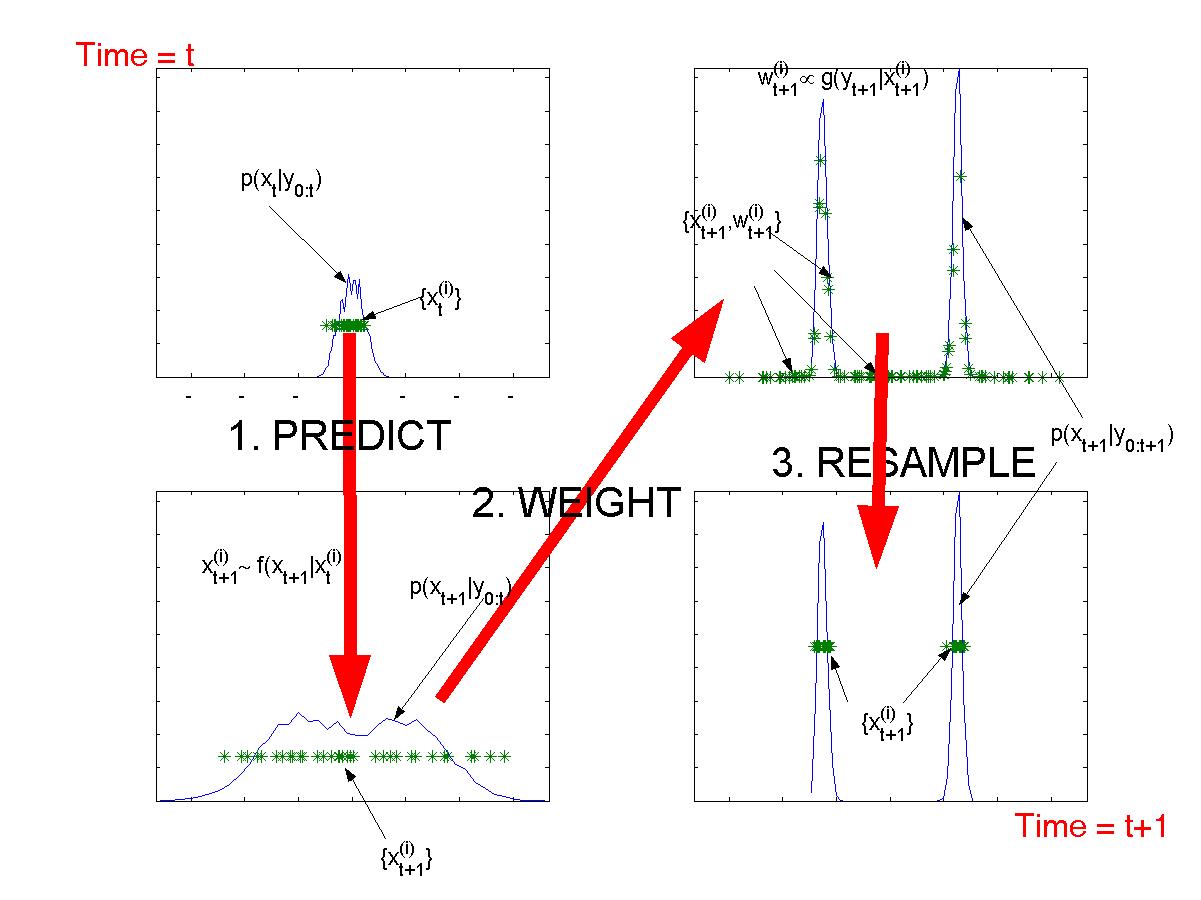 Time = t
p(x_t|y_{0:t})
{x_t^{(i)}}
1. PREDICT
x_{t+1}^{(i)} ~ f(x_{t+1}|x_t^{(i)}
p(x_{t+1}|y_{0:t})
{x_{t+1}^{(i)}}
2. WEIGHT
w_{t+1}^{(i)} ∝ g(y_{t+1}|x_{t+1}^{(i)})
{x_{t+1}^{(i)},w_{t+1}^{(i)}}
p(x_{t+1}|y_{0:t+1})
3. RESAMPLE
{x_{t+1}^{(i)}}
Time = t+1